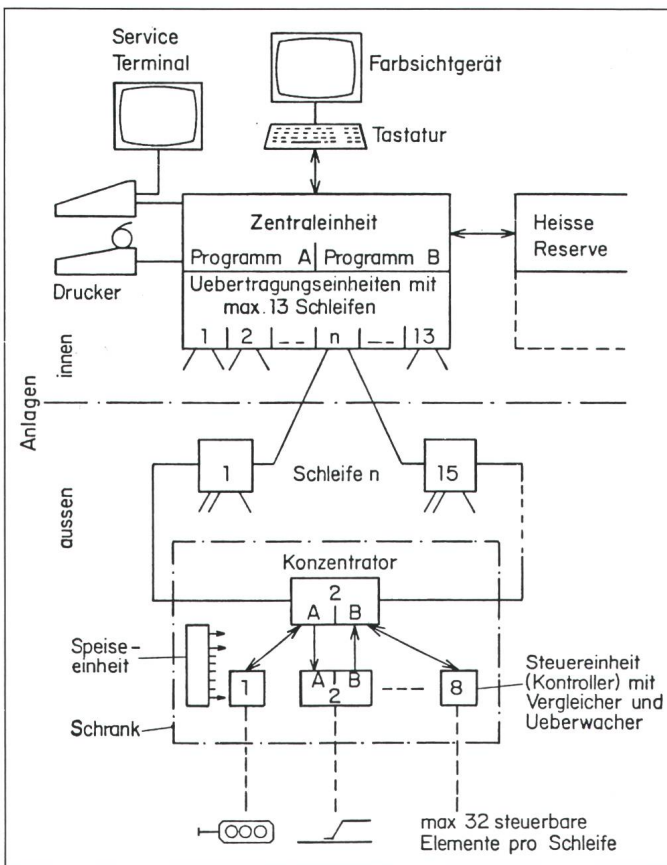 Service
Terminal
Farbsichtgerät
Tastatur
Zentraleinheit
Programm A Programm B
Heisse
Reserve
Drucker
Uebertragungseinheiten mit
max. 13 Schleifen
1 2 -- n -- 13
Anlagen
innen
aussen
1
Schleife n
15
Konzentrator
2
A B
Speise-
einheit
1
A B
2
8
Steuereinheit
(Kontroller) mit
Vergleicher und
Ueberwacher
Schrank
max 32 steuerbare
Elemente pro Schleife